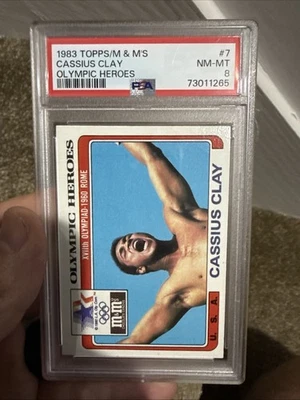 1983 TOPPS/M & M'S #7
CASSIUS CLAY NM-MT
OLYMPIC HEROES 8
PSA 73011265
OLYMPIC HEROES
XVIIth OLYMPIAD-1960 ROME
m&m's
CASSIUS CLAY
U.S.A.